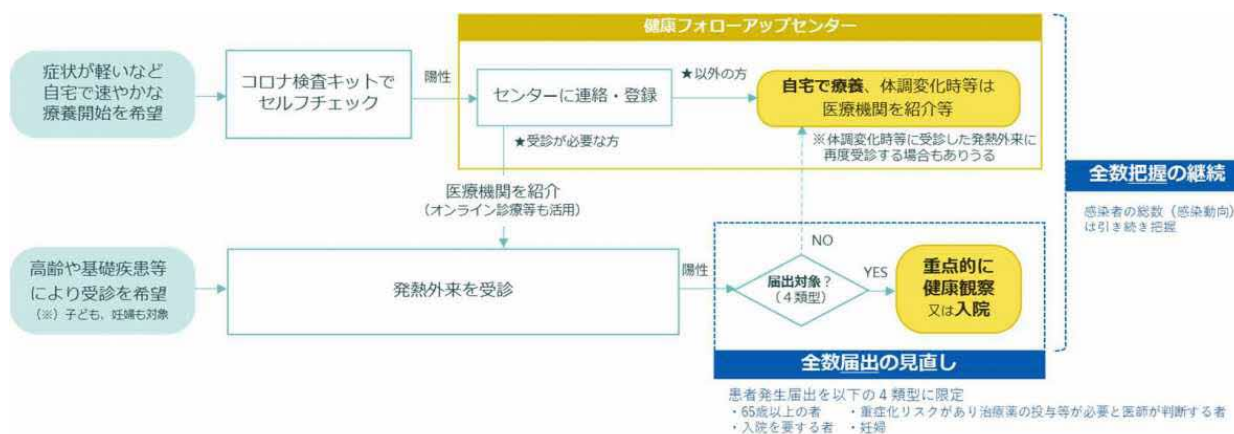 健康フォローアップセンター
症状が軽いなど
自宅で速やかな
療養開始を希望
コロナ検査キットで
セルフチェック
陽性
センターに連絡・登録
★以外の方
自宅で療養、体調変化時等は
医療機関を紹介等
★受診が必要な方
※体調変化時等に受診した発熱外来に
再度受診する場合もありうる
医療機関を紹介
(オンライン診療等も活用)
全数把握の継続
感染者の総数(感染動向)
は引き続き把握
高齢や基礎疾患等
により受診を希望
(※)子ども、妊婦も対象
発熱外来を受診
陽性
NO
届出対象?
(4類型)
YES
重点的に
健康観察
又は入院
全数届出の見直し
患者発生届出を以下の4類型に限定
・65歳以上の者 ・重症化リスクがあり治療薬の投与等が必要と医師が判断する者
・入院を要する者 ・妊婦